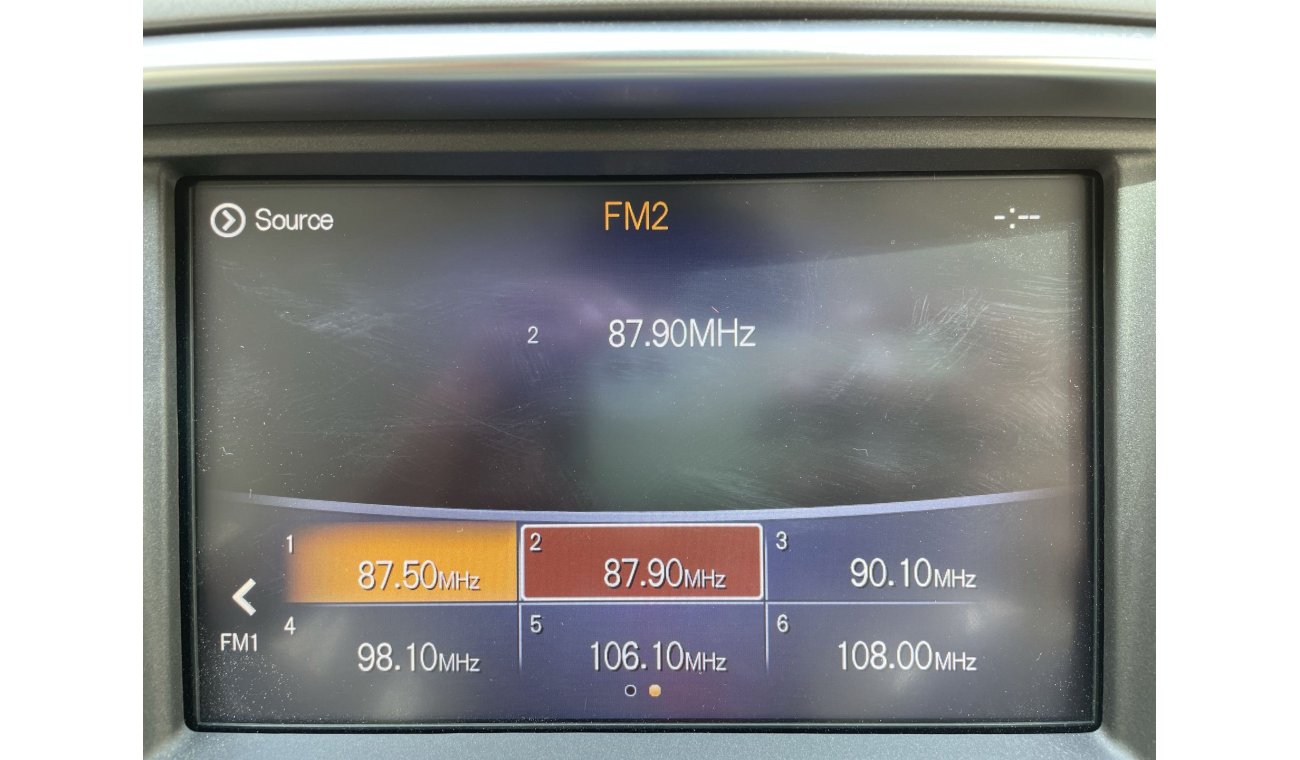 Source FM2 -:--
2 87.90MHz
1 87.50MHz 2 87.90MHz 3 90.10MHz
FM1
4 98.10MHz 5 106.10MHz 6 108.00MHz